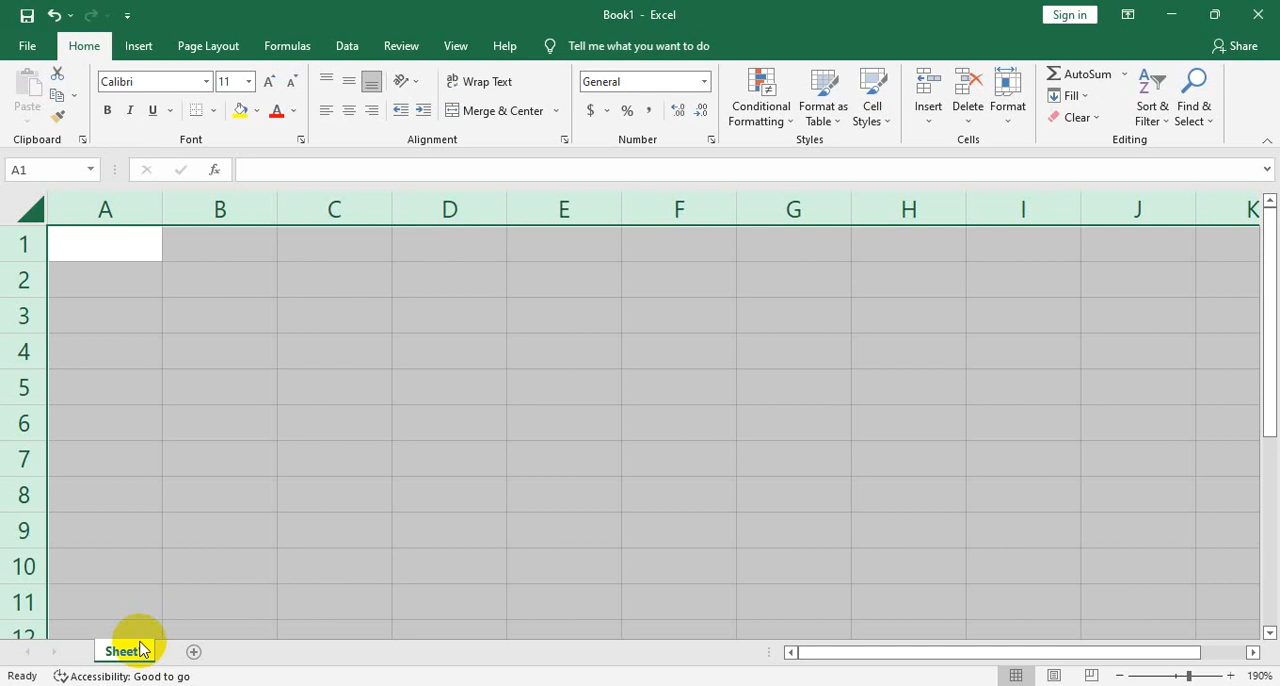 Book1 - Excel
Sign in
File Home Insert Page Layout Formulas Data Review View Help Tell me what you want to do Share
Paste
Calibri 11
B I U
Wrap Text
Merge & Center
General
$ % ,
Conditional Formatting
Format as Table
Cell Styles
Insert
Delete
Format
AutoSum
Fill
Clear
Sort & Filter
Find & Select
Clipboard Font Alignment Number Styles Cells Editing
A1 fx
A B C D E F G H I J K
1
2
3
4
5
6
7
8
9
10
11
12
Sheet
Ready Accessibility: Good to go 190%